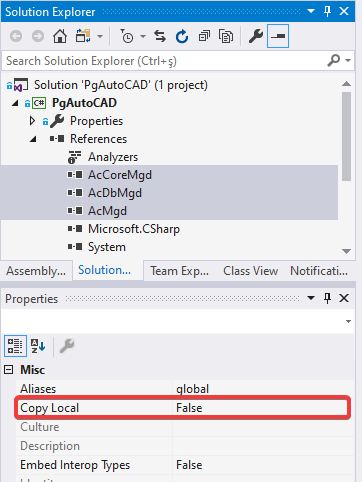 Solution Explorer
Search Solution Explorer (Ctrl+ş)
Solution 'PgAutoCAD' (1 project)
C# PgAutoCAD
Properties
References
Analyzers
AcCoreMgd
AcDbMgd
AcMgd
Microsoft.CSharp
System
Assembly... Solution... Team Exp... Class View Notificati...
Properties
Misc
Aliases global
Copy Local False
Culture
Description
Embed Interop Types False